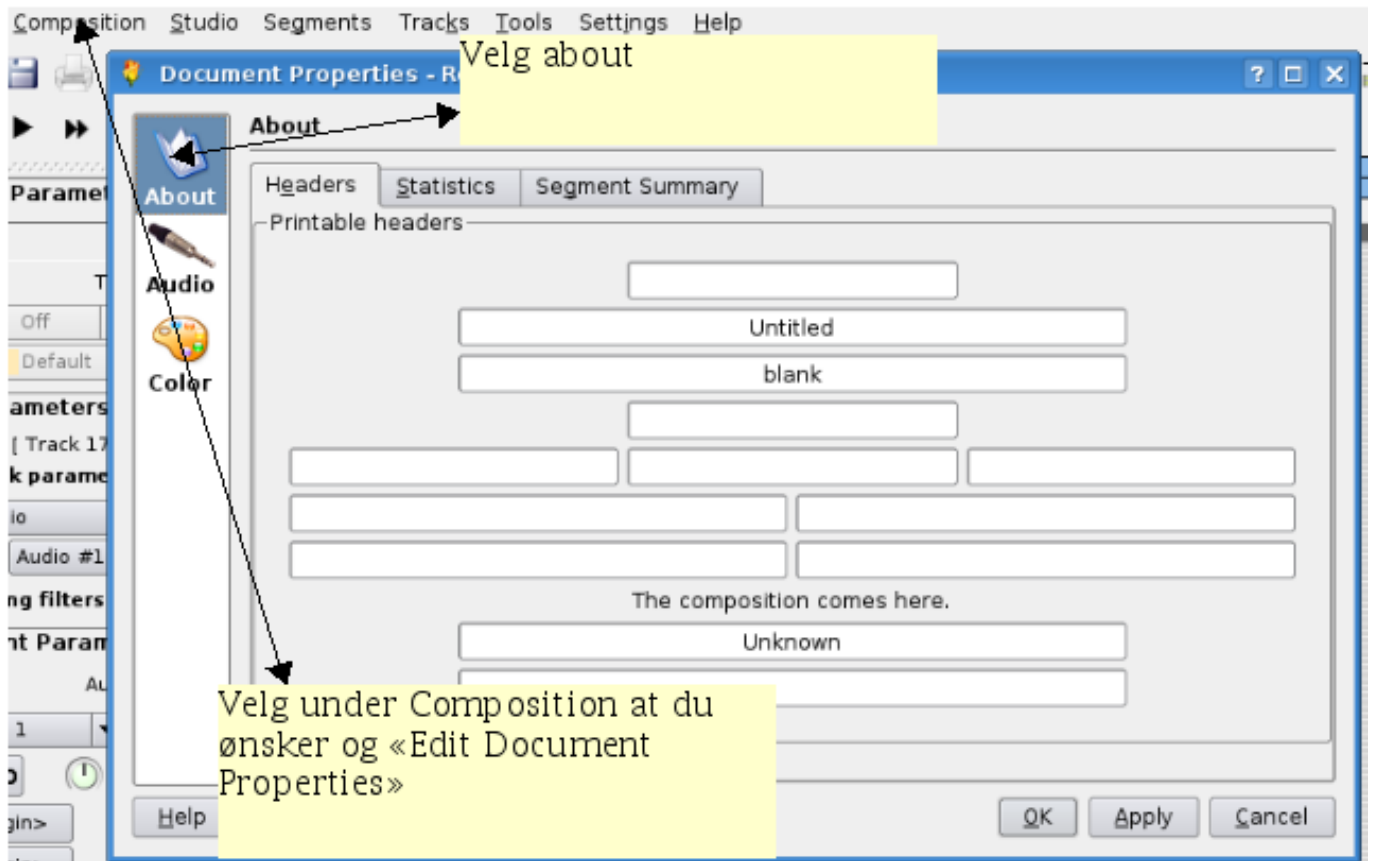 Composition Studio Segments Tracks Tools Settings Help
Velg about
Document Properties - R
About
About
Headers Statistics Segment Summary
Printable headers
Audio
Color
Untitled
blank
The composition comes here.
Unknown
Paramet
T
Off
Default
ameters
[ Track 17
k parame
io
Audio #1
ng filters
nt Param
Au
1
gin>
Velg under Composition at du
ønsker og «Edit Document
Properties»
Help OK Apply Cancel